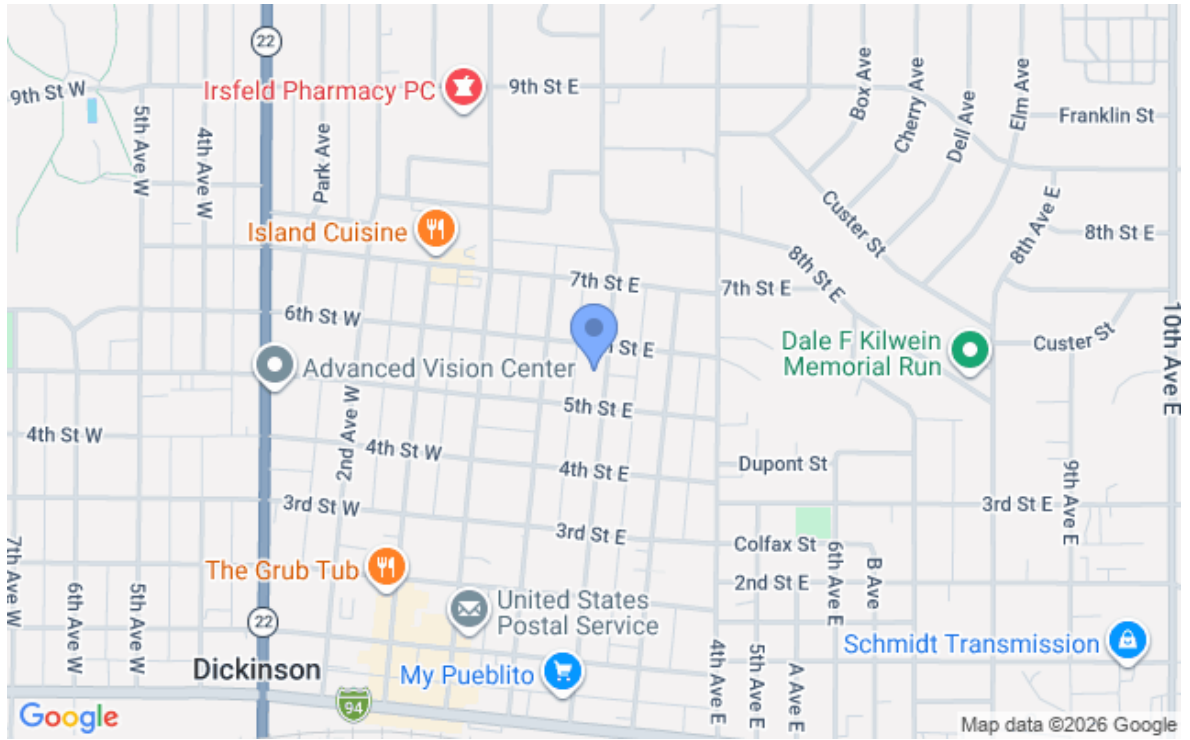 22
9th St W
5th Ave W
4th Ave W
Park Ave
Irsfeld Pharmacy PC
9th St E
Box Ave
Cherry Ave
Dell Ave
Elm Ave
Franklin St
Island Cuisine
7th St E
7th St E
8th St E
Custer St
8th Ave E
8th St E
6th St W
h St E
Advanced Vision Center
Dale F Kilwein
Memorial Run
Custer St
10th Ave E
2nd Ave W
5th St E
4th St W
4th St W
4th St E
Dupont St
3rd St W
3rd St E
3rd St E
9th Ave E
Colfax St
7th Ave W
6th Ave W
5th Ave W
The Grub Tub
2nd St E
6th Ave E
B Ave
United States
Postal Service
22
4th Ave E
5th Ave E
A Ave E
Schmidt Transmission
Dickinson
My Pueblito
94
Google
Map data ©2026 Google